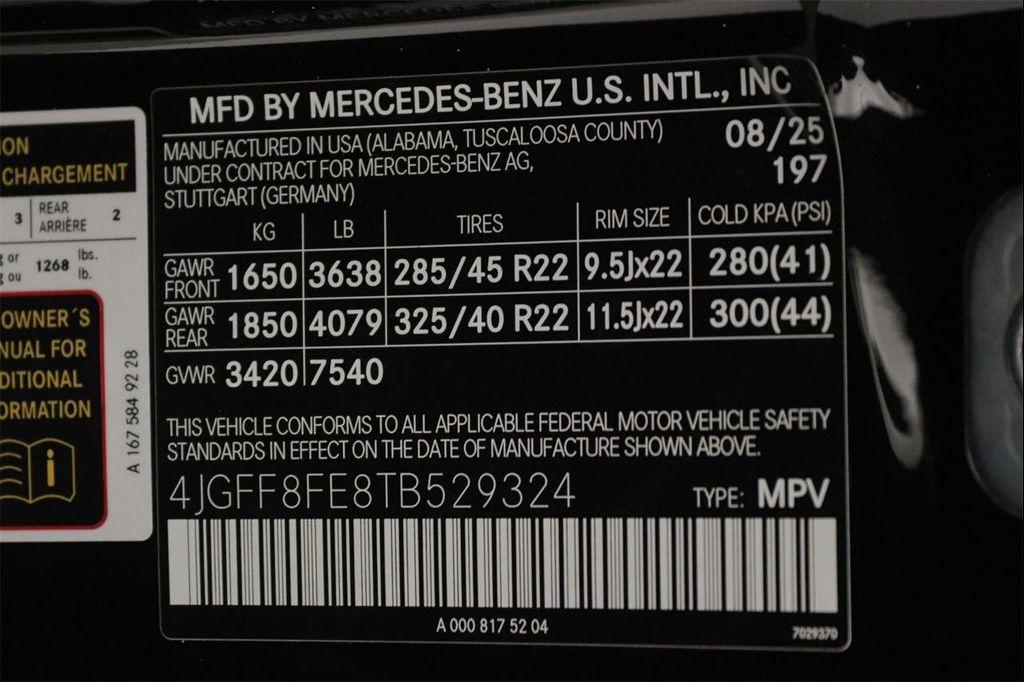 MFD BY MERCEDES-BENZ U.S. INTL., INC
MANUFACTURED IN USA (ALABAMA, TUSCALOOSA COUNTY)
UNDER CONTRACT FOR MERCEDES-BENZ AG,
STUTTGART (GERMANY)
08/25
197
KG LB TIRES RIM SIZE COLD KPA (PSI)
GAWR FRONT 1650 3638 285/45 R22 9.5Jx22 280(41)
GAWR REAR 1850 4079 325/40 R22 11.5Jx22 300(44)
GVWR 3420 7540
THIS VEHICLE CONFORMS TO ALL APPLICABLE FEDERAL MOTOR VEHICLE SAFETY
STANDARDS IN EFFECT ON THE DATE OF MANUFACTURE SHOWN ABOVE.
4JGFF8FE8TB529324
TYPE: MPV
A 000 817 52 04
7029370
ION
CHARGEMENT
3 REAR ARRIÈRE 2
or 1268 lbs.
ou lb.
OWNER´S
NUAL FOR
DITIONAL
FORMATION
i
A 167 584 92 28